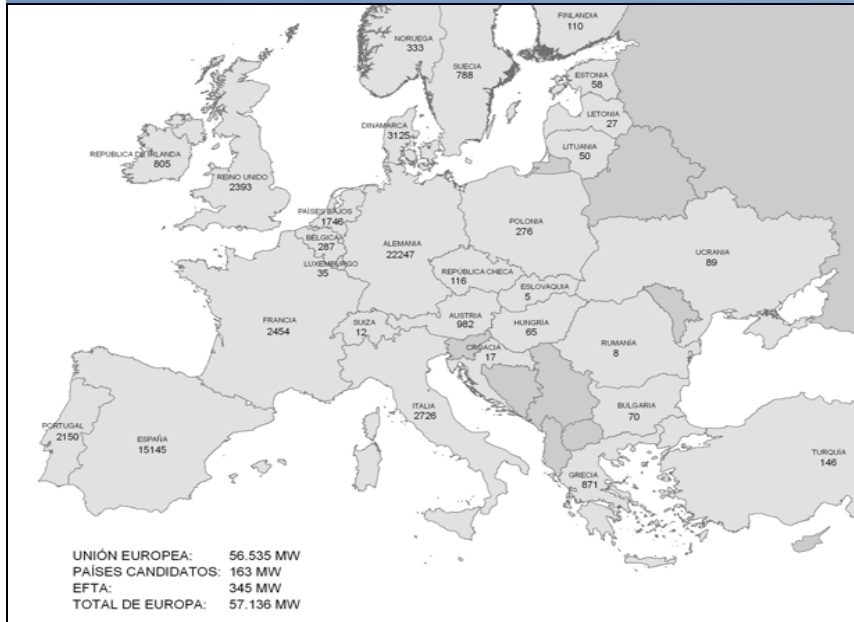 FINLANDIA
110
NORUEGA
333
SUECIA
788
ESTONIA
58
LETONIA
27
DINAMARCA
3125
LITUANIA
50
REPÚBLICA DE IRLANDA
805
REINO UNIDO
2393
PAÍSES BAJOS
1746
POLONIA
276
BÉLGICA
287
ALEMANIA
22247
UCRANIA
89
LUXEMBURGO
35
REPÚBLICA CHECA
116
ESLOVAQUIA
5
FRANCIA
2454
SUIZA
12
AUSTRIA
982
HUNGRÍA
65
RUMANÍA
8
CROACIA
17
ITALIA
2726
BULGARIA
70
PORTUGAL
2150
ESPAÑA
15145
TURQUÍA
146
GRECIA
871
UNIÓN EUROPEA: 56.535 MW
PAÍSES CANDIDATOS: 163 MW
EFTA: 345 MW
TOTAL DE EUROPA: 57.136 MW